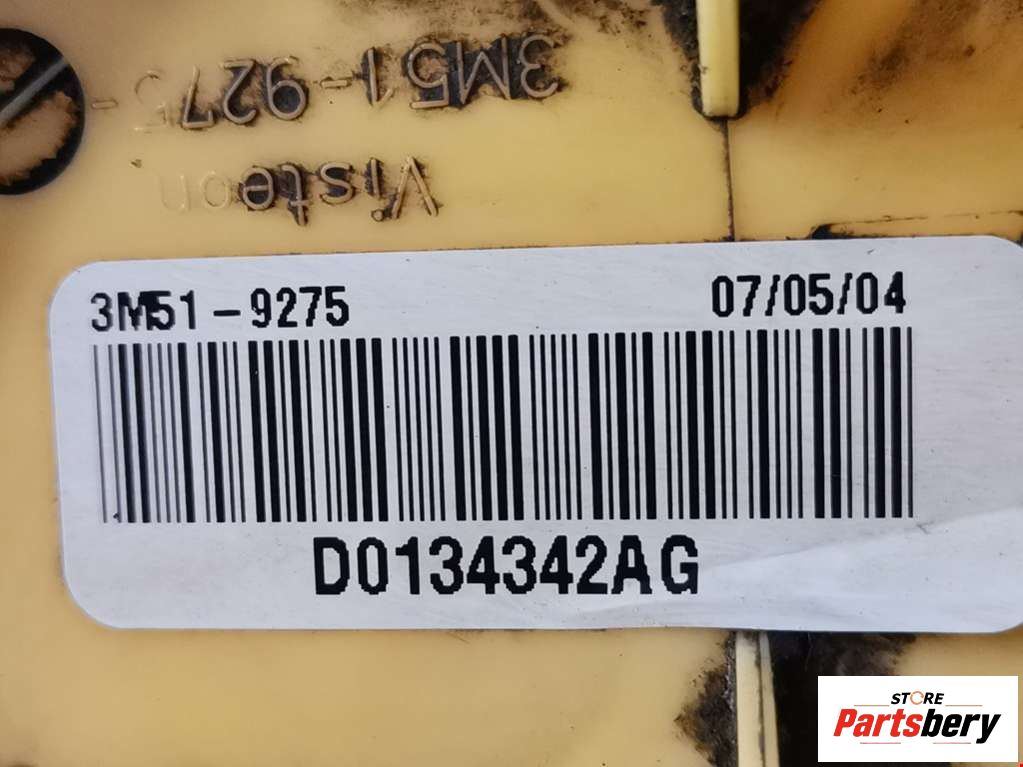 3M51-9275-
Visteon
3M51-9275
07/05/04
D0134342AG
STORE
Partsbery